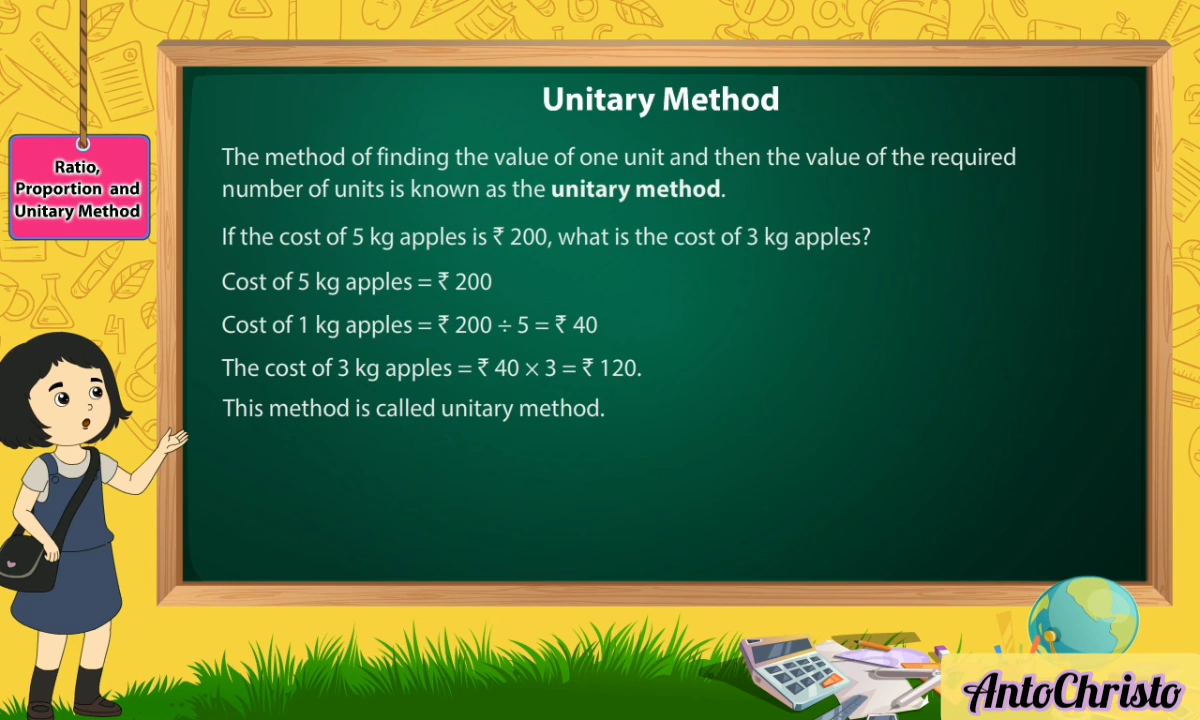 Unitary Method
Ratio,
Proportion and
Unitary Method
The method of finding the value of one unit and then the value of the required
number of units is known as the unitary method.
If the cost of 5 kg apples is ₹ 200, what is the cost of 3 kg apples?
Cost of 5 kg apples = ₹ 200
Cost of 1 kg apples = ₹ 200 ÷ 5 = ₹ 40
The cost of 3 kg apples = ₹ 40 × 3 = ₹ 120.
This method is called unitary method.
AntoChristo